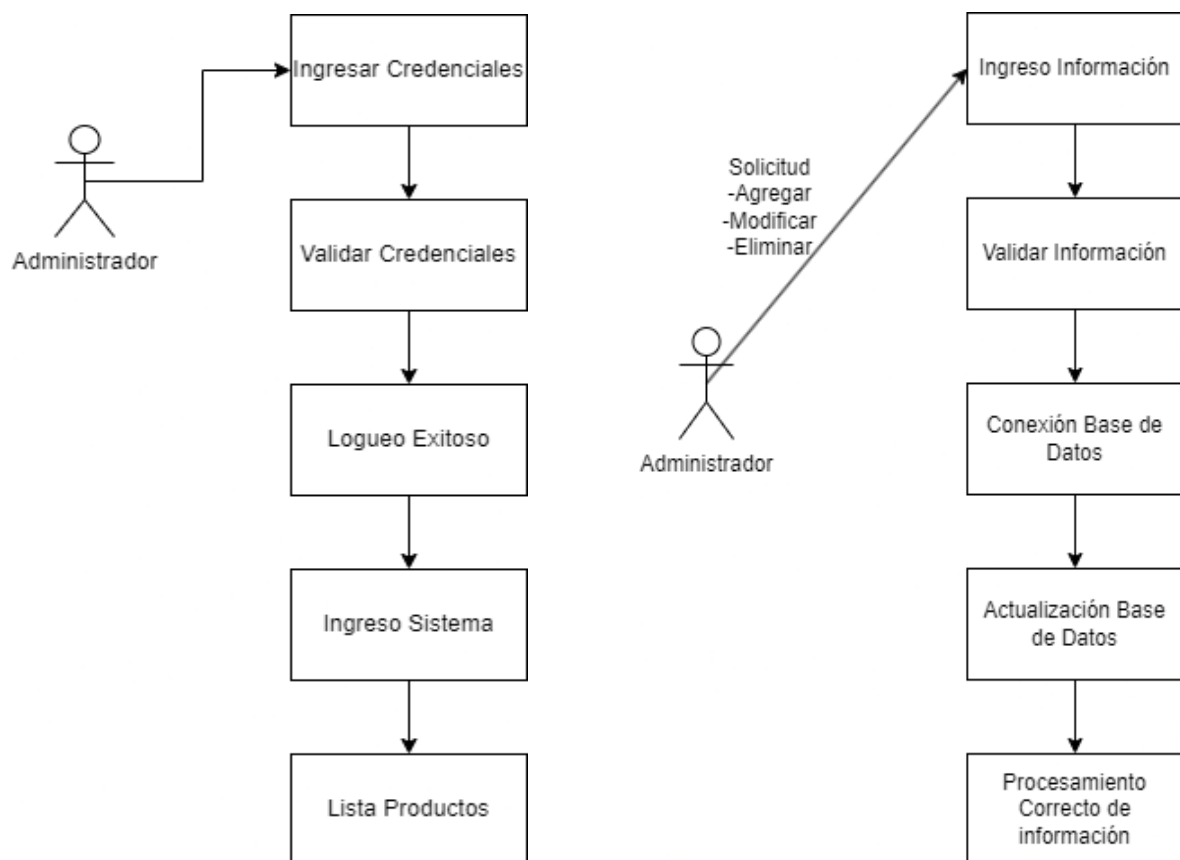 Ingresar Credenciales
Administrador
Validar Credenciales
Logueo Exitoso
Ingreso Sistema
Lista Productos
Ingreso Información
Solicitud
-Agregar
-Modificar
-Eliminar
Administrador
Validar Información
Conexión Base de
Datos
Actualización Base
de Datos
Procesamiento
Correcto de
información